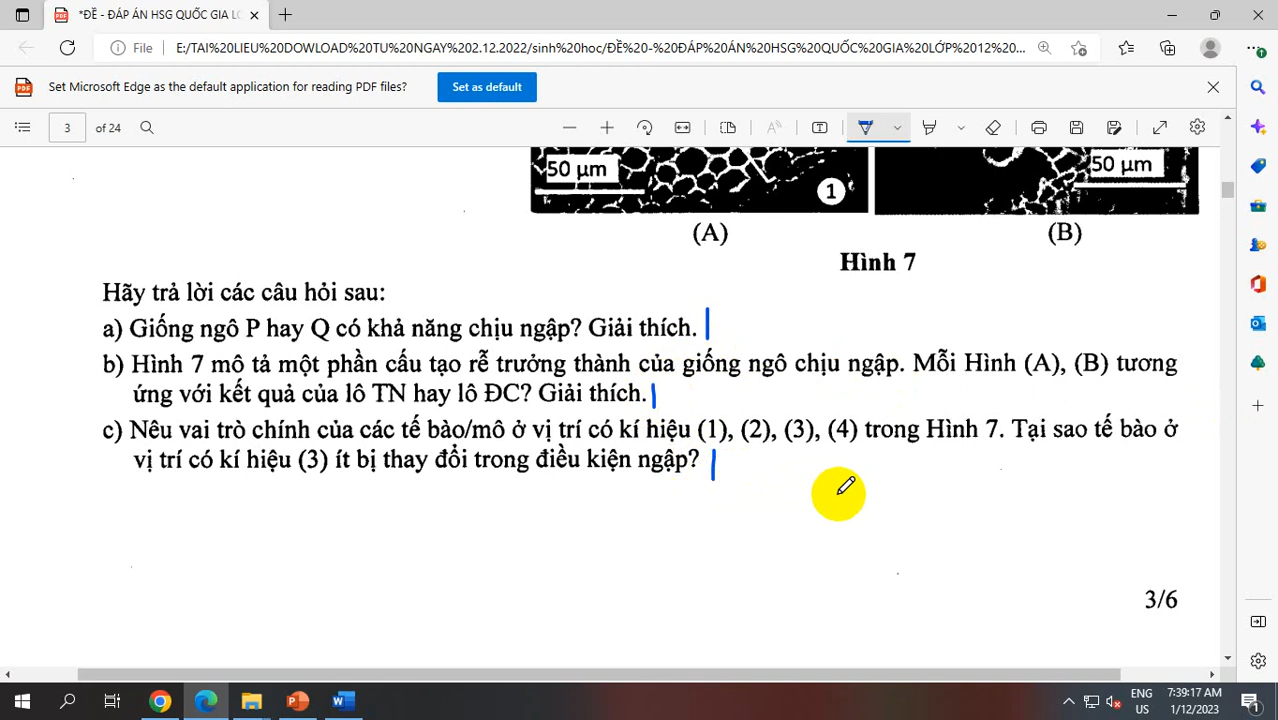 *ĐỀ - ĐÁP ÁN HSG QUỐC GIA LỚ
File
E:/TAI%20LIEU%20DOWLOAD%20TU%20NGAY%202.12.2022/sinh%20hoc/ĐỀ%20-%20ĐÁP%20ÁN%20HSG%20QUỐC%20GIA%20LỚP%2012%20...
Set Microsoft Edge as the default application for reading PDF files?
Set as default
3 of 24
50 µm
1
50 µm
(A)
(B)
Hình 7
Hãy trả lời các câu hỏi sau:
a) Giống ngô P hay Q có khả năng chịu ngập? Giải thích.
b) Hình 7 mô tả một phần cấu tạo rễ trưởng thành của giống ngô chịu ngập. Mỗi Hình (A), (B) tương
ứng với kết quả của lô TN hay lô ĐC? Giải thích.
c) Nêu vai trò chính của các tế bào/mô ở vị trí có kí hiệu (1), (2), (3), (4) trong Hình 7. Tại sao tế bào ở
vị trí có kí hiệu (3) ít bị thay đổi trong điều kiện ngập?
3/6
ENG
US
7:39:17 AM
1/12/2023